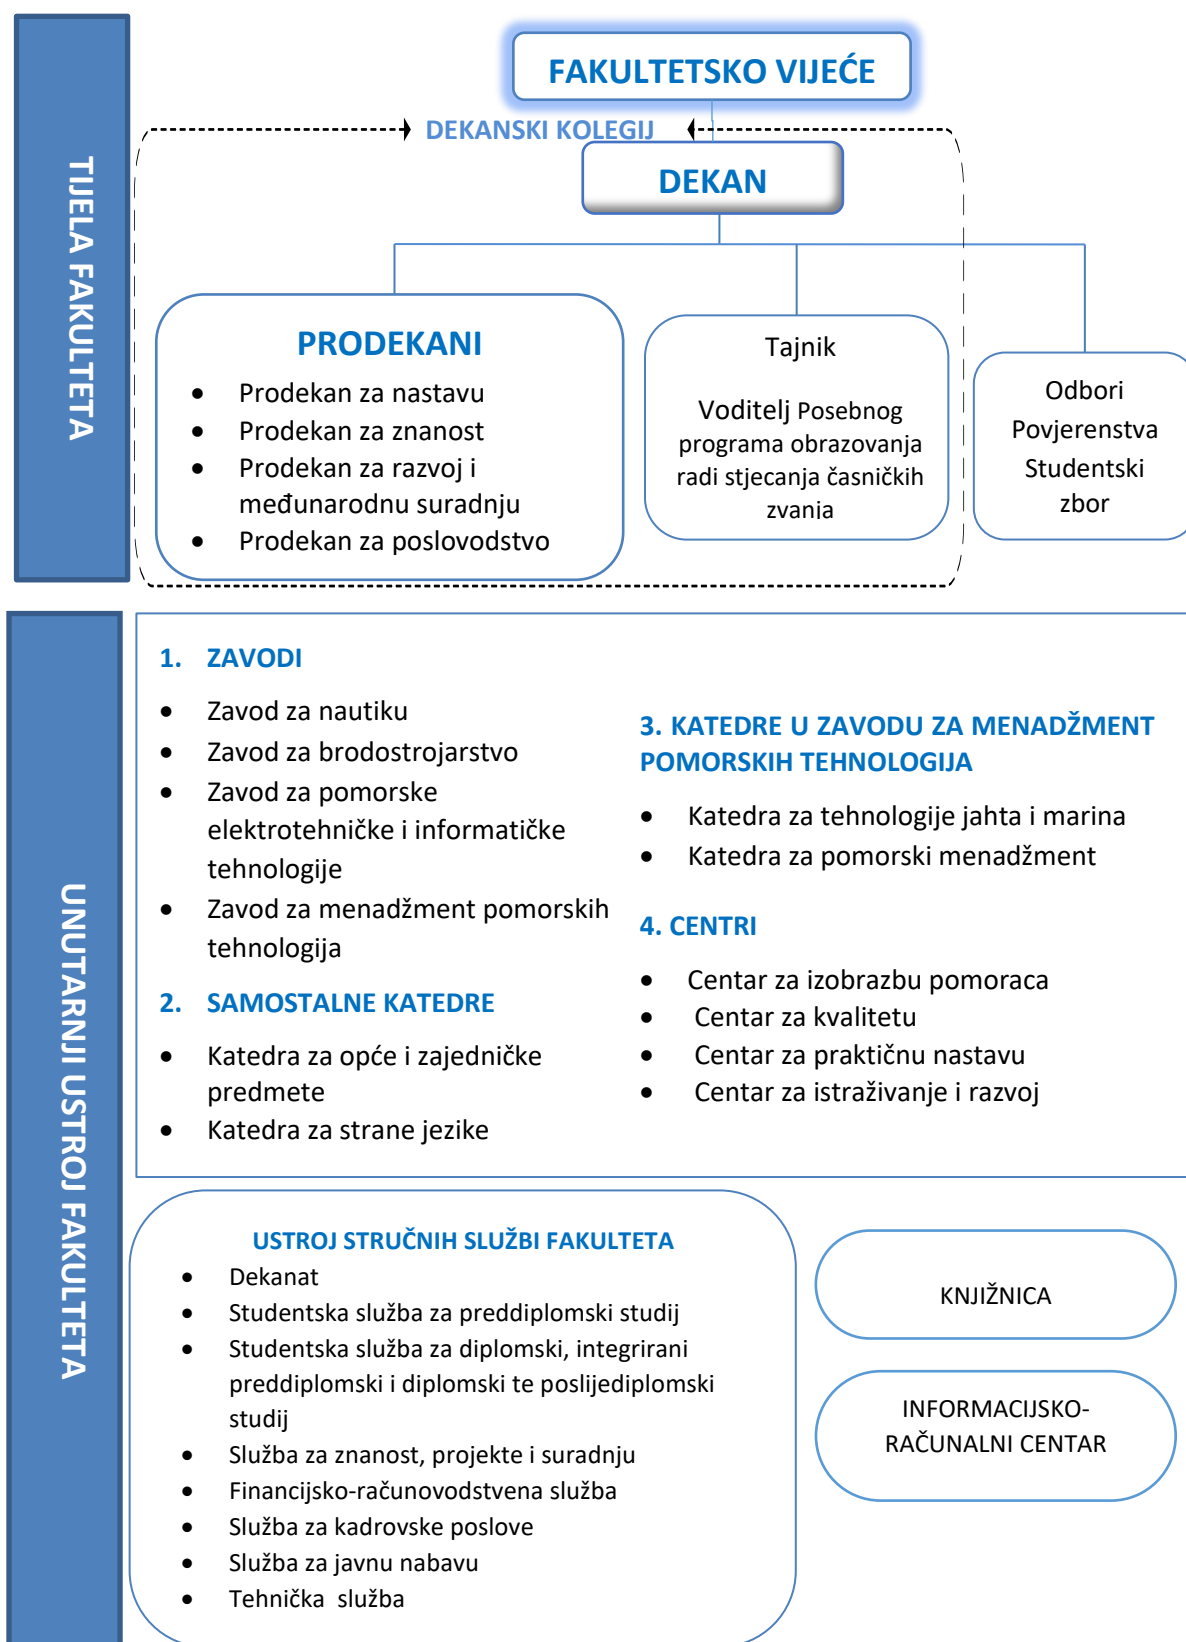 TIJELA FAKULTETA
FAKULTETSKO VIJEĆE
DEKANSKI KOLEGIJ
DEKAN
PRODEKANI
• Prodekan za nastavu
• Prodekan za znanost
• Prodekan za razvoj i
međunarodnu suradnju
• Prodekan za poslovodstvo
Tajnik
Voditelj Posebnog
programa obrazovanja
radi stjecanja časničkih
zvanja
Odbori
Povjerenstva
Studentski
zbor
UNUTARNJI USTROJ FAKULTETA
1. ZAVODI
• Zavod za nautiku
• Zavod za brodostrojarstvo
• Zavod za pomorske
elektrotehničke i informatičke
tehnologije
• Zavod za menadžment pomorskih
tehnologija
2. SAMOSTALNE KATEDRE
• Katedra za opće i zajedničke
predmete
• Katedra za strane jezike
3. KATEDRE U ZAVODU ZA MENADŽMENT
POMORSKIH TEHNOLOGIJA
• Katedra za tehnologije jahta i marina
• Katedra za pomorski menadžment
4. CENTRI
• Centar za izobrazbu pomoraca
• Centar za kvalitetu
• Centar za praktičnu nastavu
• Centar za istraživanje i razvoj
USTROJ STRUČNIH SLUŽBI FAKULTETA
• Dekanat
• Studentska služba za preddiplomski studij
• Studentska služba za diplomski, integrirani
preddiplomski i diplomski te poslijediplomski
studij
• Služba za znanost, projekte i suradnju
• Financijsko-računovodstvena služba
• Služba za kadrovske poslove
• Služba za javnu nabavu
• Tehnička služba
KNJIŽNICA
INFORMACIJSKO-
RAČUNALNI CENTAR